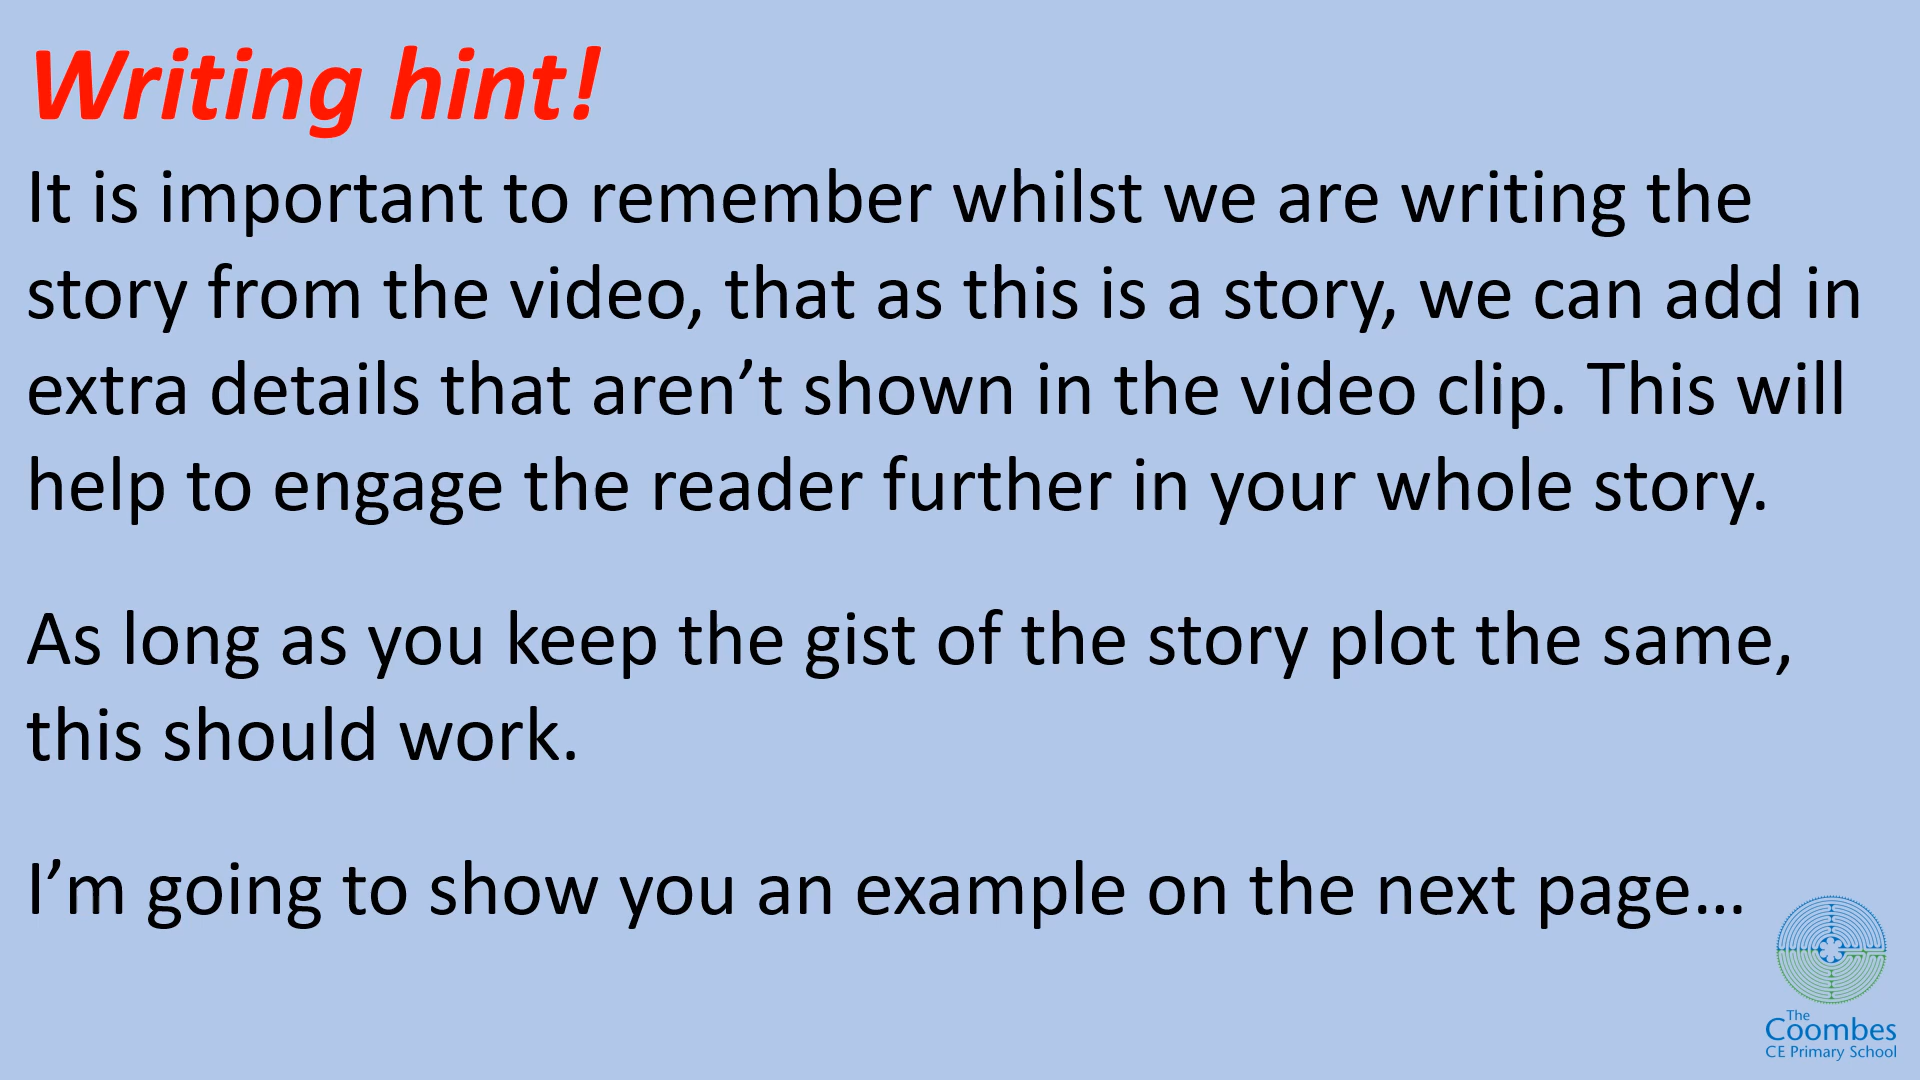 Writing hint!
It is important to remember whilst we are writing the
story from the video, that as this is a story, we can add in
extra details that aren’t shown in the video clip. This will
help to engage the reader further in your whole story.
As long as you keep the gist of the story plot the same,
this should work.
I’m going to show you an example on the next page…
The
Coombes
CE Primary School